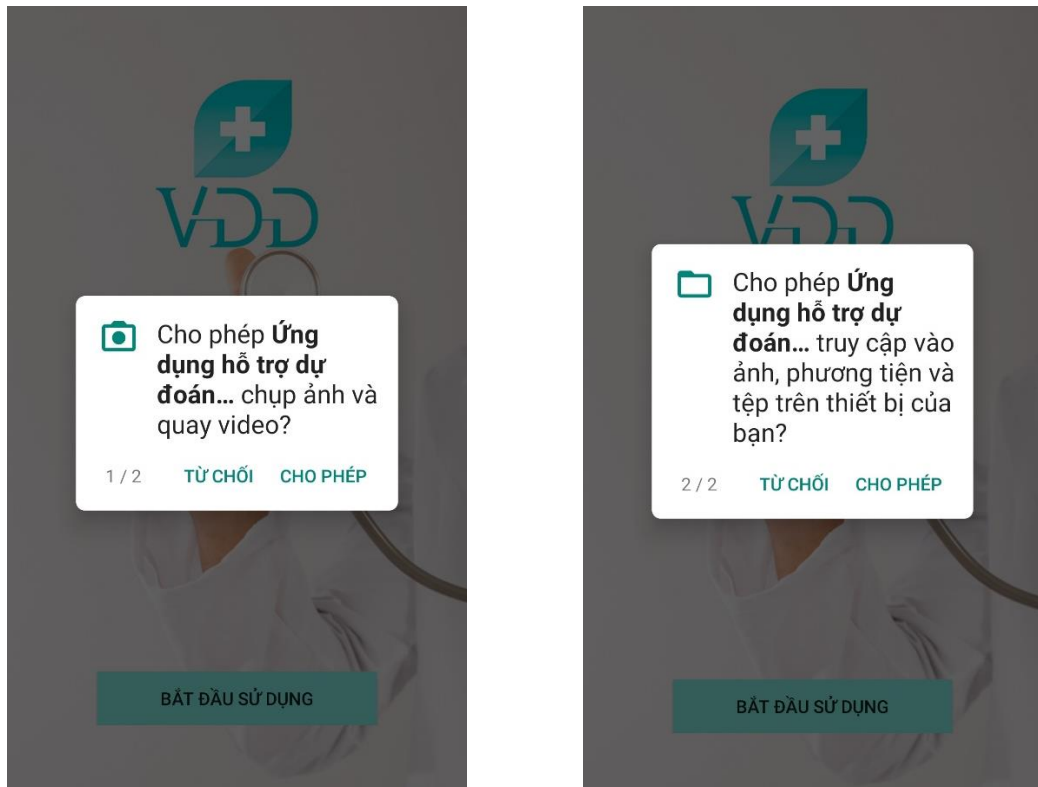 VDD
Cho phép Ứng
dụng hỗ trợ dự
đoán... chụp ảnh và
quay video?
1 / 2 TỪ CHỐI CHO PHÉP
BẮT ĐẦU SỬ DỤNG
VDD
Cho phép Ứng
dụng hỗ trợ dự
đoán... truy cập vào
ảnh, phương tiện và
tệp trên thiết bị của
bạn?
2 / 2 TỪ CHỐI CHO PHÉP
BẮT ĐẦU SỬ DỤNG